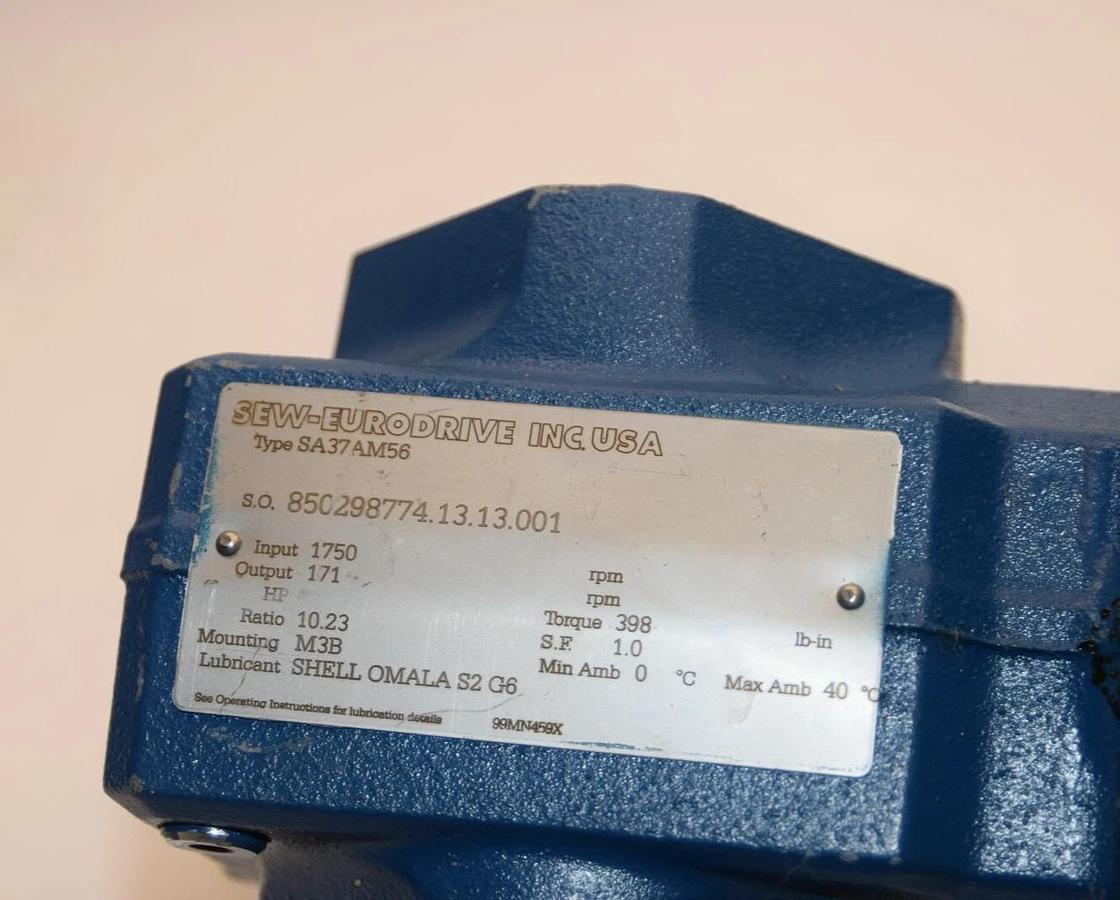 SEW-EURODRIVE INC. USA
Type SA37AM56
S.O. 850298774.13.13.001
Input 1750 rpm
Output 171 rpm
HP
Ratio 10.23 Torque 398 lb-in
Mounting M3B S.F. 1.0
Lubricant SHELL OMALA S2 G6 Min Amb 0 °C Max Amb 40 °C
See Operating Instructions for lubrication details 99MN459X